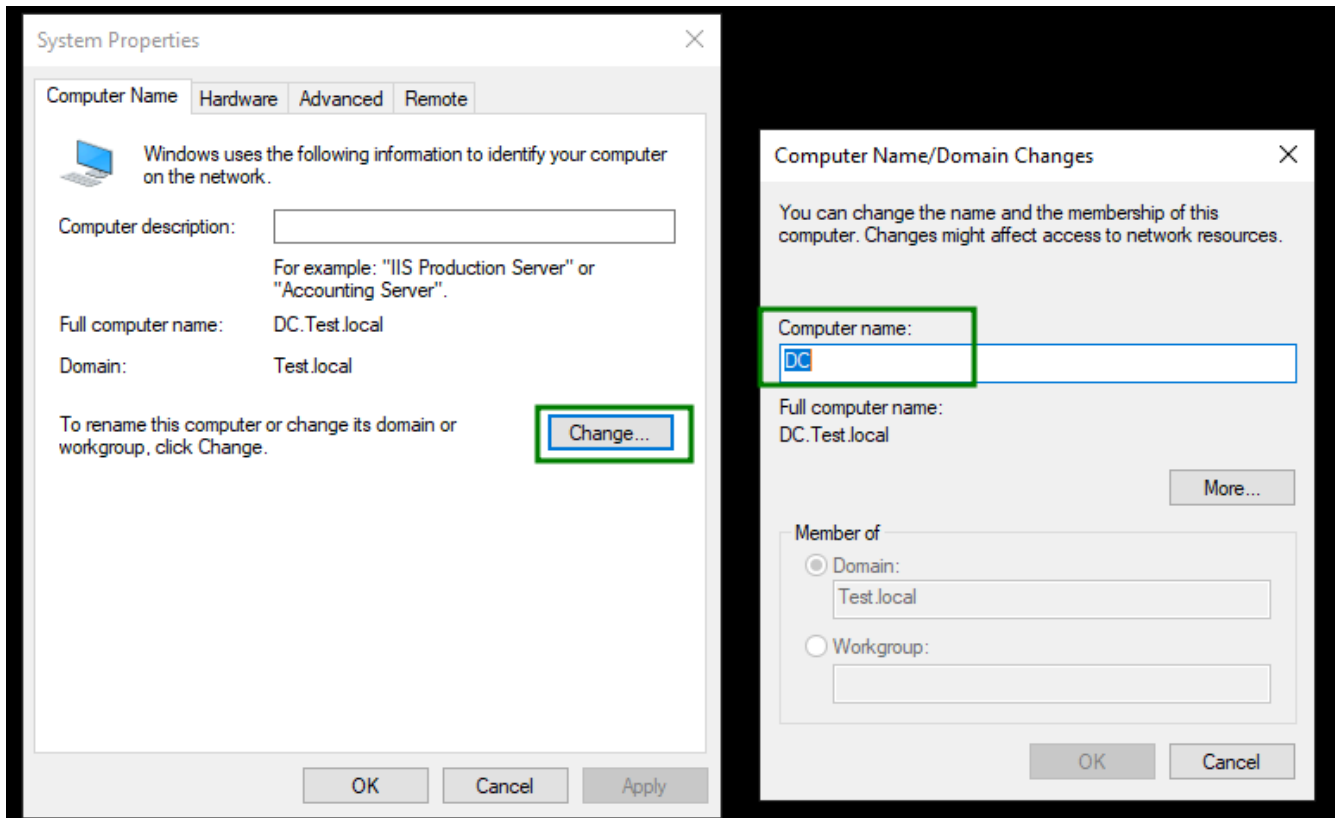 System Properties
Computer Name Hardware Advanced Remote
Windows uses the following information to identify your computer
on the network.
Computer description:
For example: "IIS Production Server" or
"Accounting Server".
Full computer name: DC.Test.local
Domain: Test.local
To rename this computer or change its domain or
workgroup, click Change.
Change...
OK Cancel Apply
Computer Name/Domain Changes
You can change the name and the membership of this
computer. Changes might affect access to network resources.
Computer name:
DC
Full computer name:
DC.Test.local
More...
Member of
Domain:
Test.local
Workgroup:
OK Cancel